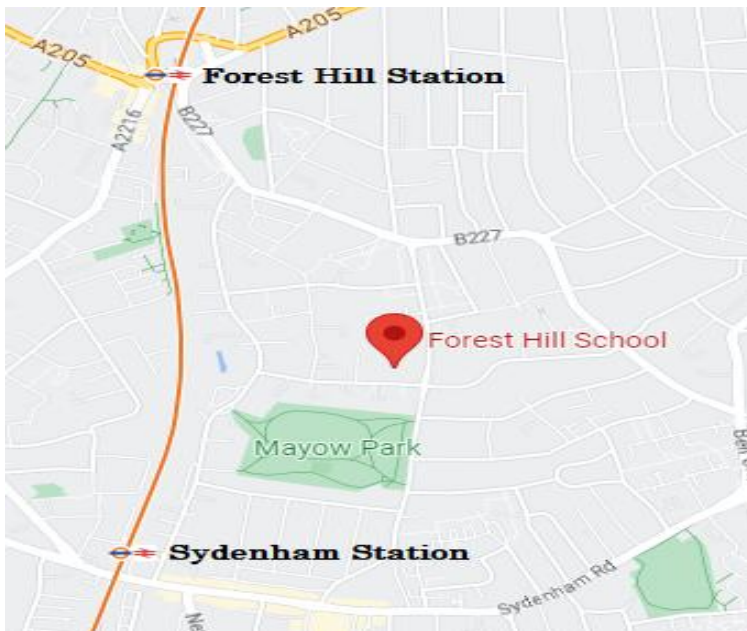 A205
A205
Forest Hill Station
A2216
B227
B227
Forest Hill School
Mayow Park
Sydenham Station
Sydenham Rd